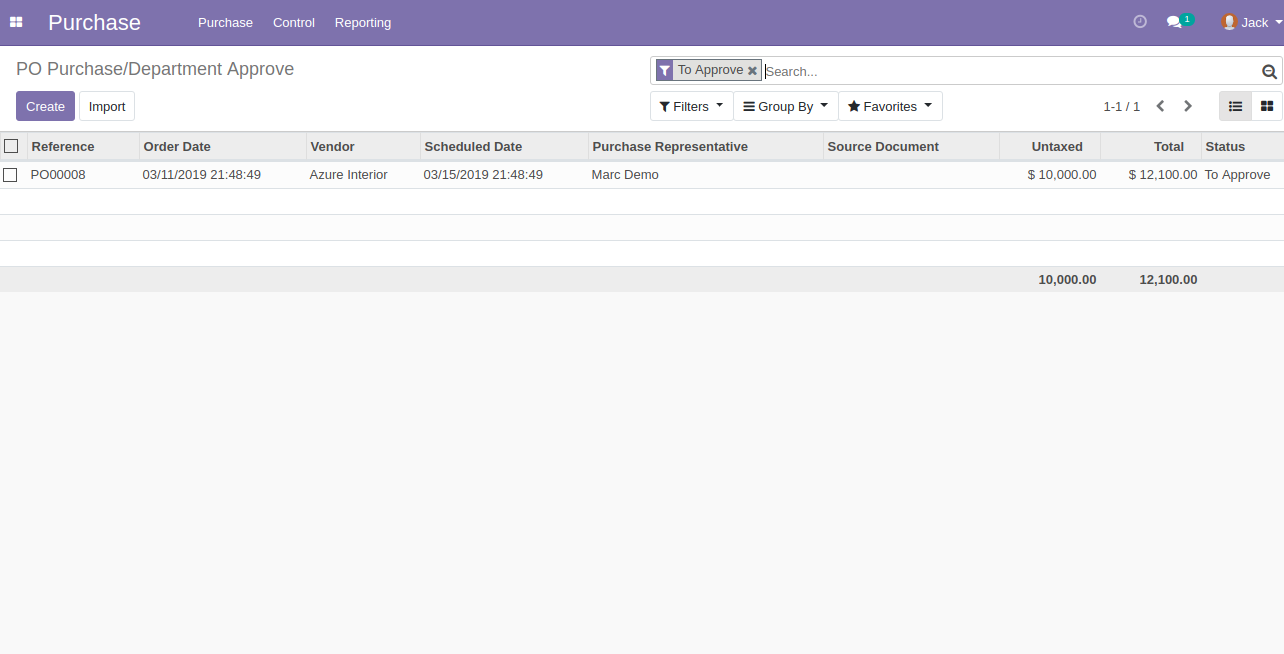 Purchase Purchase Control Reporting 1 Jack
PO Purchase/Department Approve To Approve Search...
Create Import Filters Group By Favorites 1-1 / 1
Reference Order Date Vendor Scheduled Date Purchase Representative Source Document Untaxed Total Status
PO00008 03/11/2019 21:48:49 Azure Interior 03/15/2019 21:48:49 Marc Demo $ 10,000.00 $ 12,100.00 To Approve
10,000.00 12,100.00